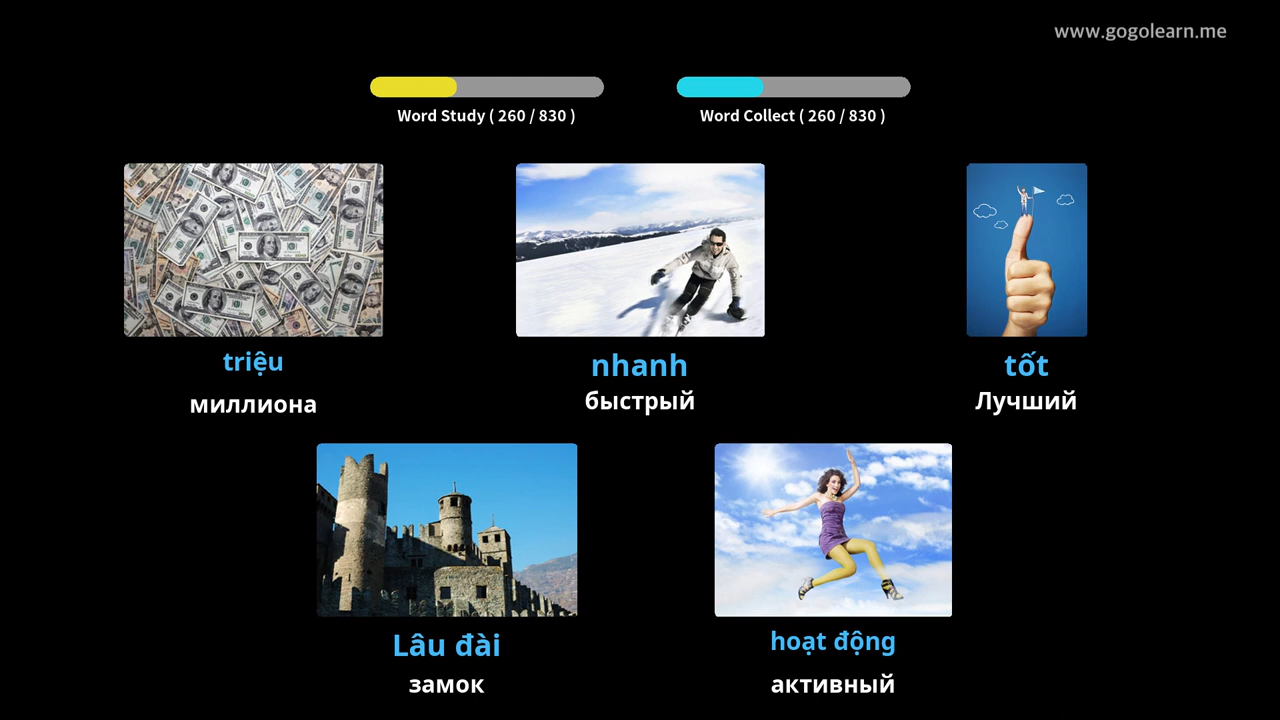 www.gogolearn.me
Word Study ( 260 / 830 )
Word Collect ( 260 / 830 )
triệu
миллиона
nhanh
быстрый
tốt
Лучший
Lâu đài
замок
hoạt động
активный